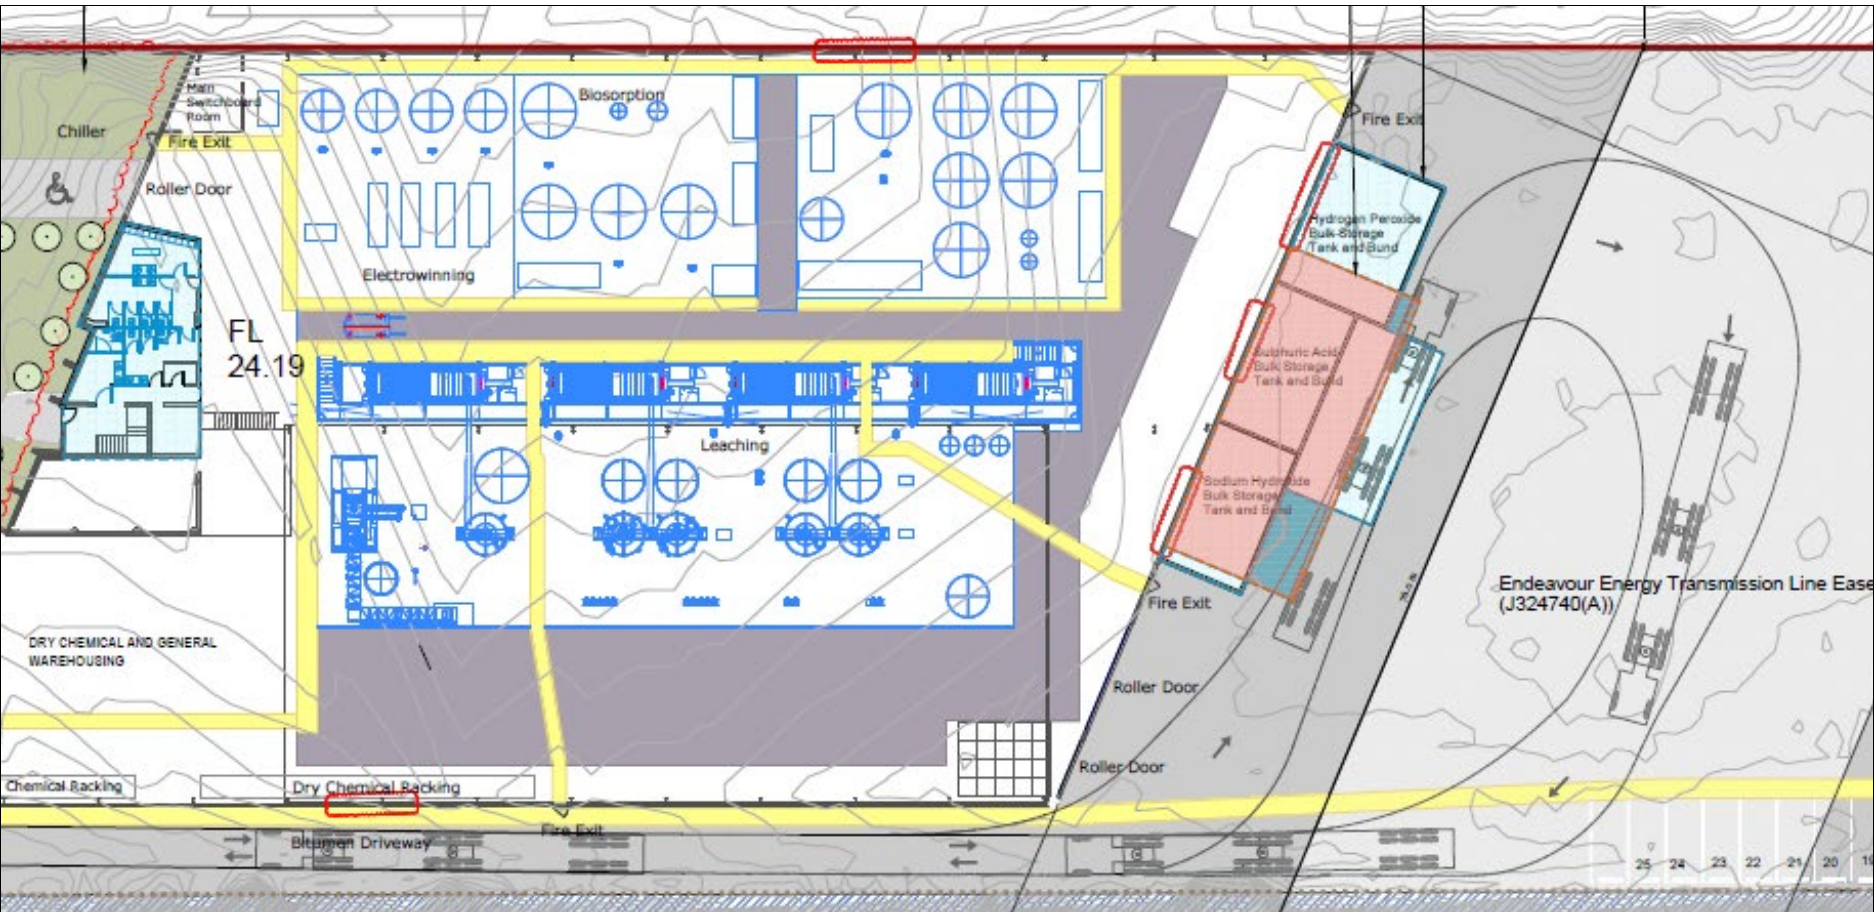 Main
Switchboard
Room
Biosorption
Chiller
Fire Exit
Fire Exit
Roller Door
Hydrogen Peroxide
Bulk Storage
Tank and Bund
Electrowinning
FL
24.19
Sulphuric Acid
Bulk Storage
Tank and Bund
Leaching
Sodium Hydroxide
Bulk Storage
Tank and Bund
Endeavour Energy Transmission Line Ease
(J324740(A))
Fire Exit
DRY CHEMICAL AND GENERAL
WAREHOUSING
Roller Door
Roller Door
Chemical Racking
Dry Chemical Racking
Fire Exit
Bitumen Driveway
25 24 23 22 21 20 19